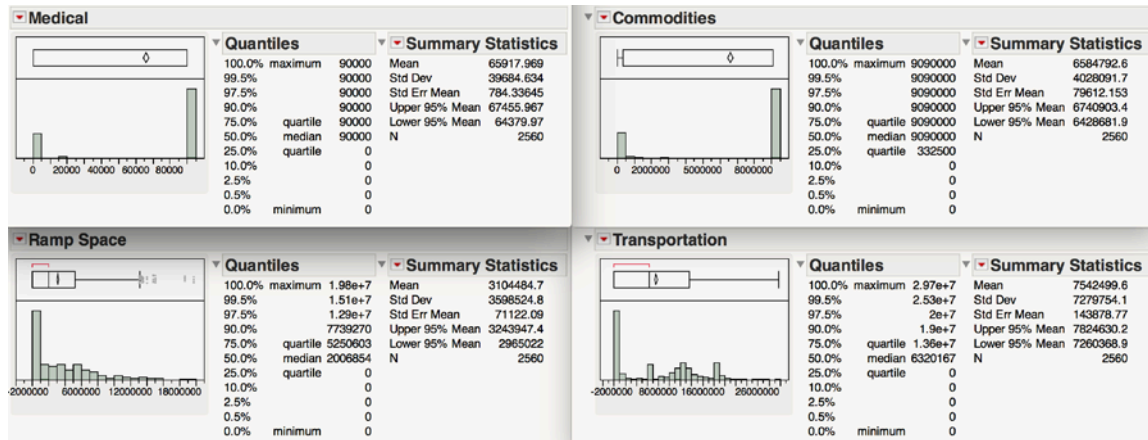 Medical
Quantiles
100.0% maximum 90000
99.5% 90000
97.5% 90000
90.0% 90000
75.0% quartile 90000
50.0% median 90000
25.0% quartile 0
10.0% 0
2.5% 0
0.5% 0
0.0% minimum 0
Summary Statistics
Mean 65917.969
Std Dev 39684.634
Std Err Mean 784.33645
Upper 95% Mean 67455.967
Lower 95% Mean 64379.97
N 2560
0 20000 40000 60000 80000
Commodities
Quantiles
100.0% maximum 9090000
99.5% 9090000
97.5% 9090000
90.0% 9090000
75.0% quartile 9090000
50.0% median 9090000
25.0% quartile 332500
10.0% 0
2.5% 0
0.5% 0
0.0% minimum 0
Summary Statistics
Mean 6584792.6
Std Dev 4028091.7
Std Err Mean 79612.153
Upper 95% Mean 6740903.4
Lower 95% Mean 6428681.9
N 2560
0 2000000 5000000 8000000
Ramp Space
Quantiles
100.0% maximum 1.98e+7
99.5% 1.51e+7
97.5% 1.29e+7
90.0% 7739270
75.0% quartile 5250603
50.0% median 2006854
25.0% quartile 0
10.0% 0
2.5% 0
0.5% 0
0.0% minimum 0
Summary Statistics
Mean 3104484.7
Std Dev 3598524.8
Std Err Mean 71122.09
Upper 95% Mean 3243947.4
Lower 95% Mean 2965022
N 2560
-2000000 6000000 12000000 18000000
Transportation
Quantiles
100.0% maximum 2.97e+7
99.5% 2.53e+7
97.5% 2e+7
90.0% 1.9e+7
75.0% quartile 1.36e+7
50.0% median 6320167
25.0% quartile 0
10.0% 0
2.5% 0
0.5% 0
0.0% minimum 0
Summary Statistics
Mean 7542499.6
Std Dev 7279754.1
Std Err Mean 143878.77
Upper 95% Mean 7824630.2
Lower 95% Mean 7260368.9
N 2560
-2000000 8000000 16000000 26000000